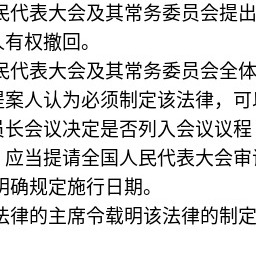 民代表大会及其常务委员会提出
人有权撤回。
民代表大会及其常务委员会全体
提案人认为必须制定该法律，可
员长会议决定是否列入会议议程
，应当提请全国人民代表大会审
明确规定施行日期。
法律的主席令载明该法律的制定